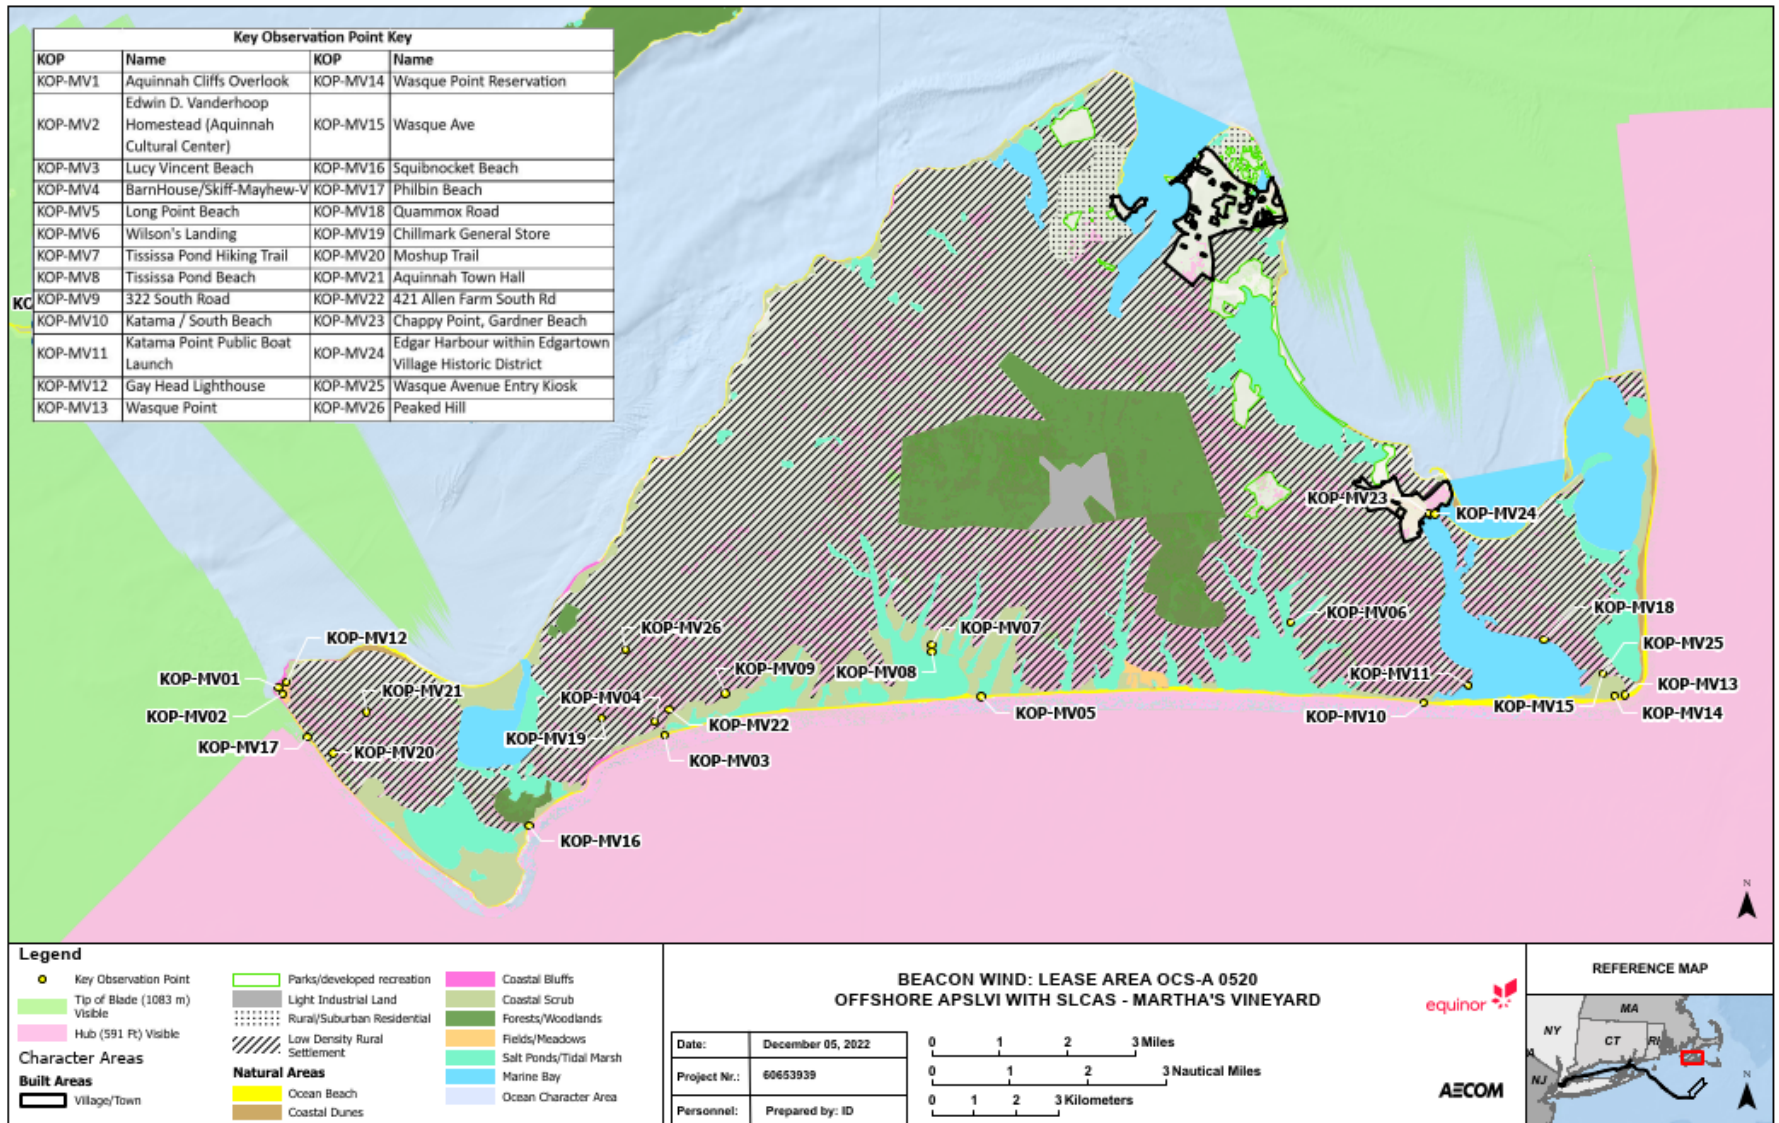 Key Observation Point Key
KOP Name KOP Name
KOP-MV1 Aquinnah Cliffs Overlook KOP-MV14 Wasque Point Reservation
KOP-MV2 Edwin D. Vanderhoop Homestead (Aquinnah Cultural Center) KOP-MV15 Wasque Ave
KOP-MV3 Lucy Vincent Beach KOP-MV16 Squibnocket Beach
KOP-MV4 BarnHouse/Skiff-Mayhew-V KOP-MV17 Philbin Beach
KOP-MV5 Long Point Beach KOP-MV18 Quammox Road
KOP-MV6 Wilson's Landing KOP-MV19 Chillmark General Store
KOP-MV7 Tississa Pond Hiking Trail KOP-MV20 Moshup Trail
KOP-MV8 Tississa Pond Beach KOP-MV21 Aquinnah Town Hall
KOP-MV9 322 South Road KOP-MV22 421 Allen Farm South Rd
KOP-MV10 Katama / South Beach KOP-MV23 Chappy Point, Gardner Beach
KOP-MV11 Katama Point Public Boat Launch KOP-MV24 Edgar Harbour within Edgartown Village Historic District
KOP-MV12 Gay Head Lighthouse KOP-MV25 Wasque Avenue Entry Kiosk
KOP-MV13 Wasque Point KOP-MV26 Peaked Hill
KO
KOP-MV23
KOP-MV24
KOP-MV06
KOP-MV18
KOP-MV26
KOP-MV07
KOP-MV12
KOP-MV25
KOP-MV09
KOP-MV08
KOP-MV11
KOP-MV01
KOP-MV21
KOP-MV04
KOP-MV13
KOP-MV02
KOP-MV22
KOP-MV05
KOP-MV10
KOP-MV15
KOP-MV14
KOP-MV17
KOP-MV20
KOP-MV19
KOP-MV03
KOP-MV16
N
Legend
Key Observation Point
Tip of Blade (1083 m)
Visible
Hub (591 Ft) Visible
Character Areas
Built Areas
Village/Town
Parks/developed recreation
Light Industrial Land
Rural/Suburban Residential
Low Density Rural
Settlement
Natural Areas
Ocean Beach
Coastal Dunes
Coastal Bluffs
Coastal Scrub
Forests/Woodlands
Fields/Meadows
Salt Ponds/Tidal Marsh
Marine Bay
Ocean Character Area
BEACON WIND: LEASE AREA OCS-A 0520
OFFSHORE APSLVI WITH SLCAS - MARTHA'S VINEYARD
Date: December 05, 2022
Project Nr.: 60653939
Personnel: Prepared by: ID
0 1 2 3 Miles
0 1 2 3 Nautical Miles
0 1 2 3 Kilometers
equinor
AECOM
REFERENCE MAP
MA
NY
CT
RI
NJ
N